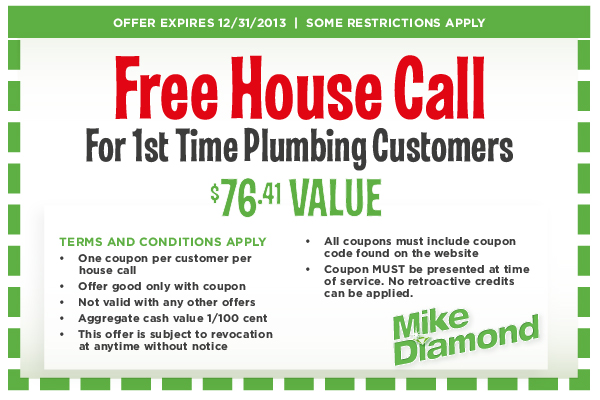 OFFER EXPIRES 12/31/2013 | SOME RESTRICTIONS APPLY
Free House Call
For 1st Time Plumbing Customers
$76.41 VALUE
TERMS AND CONDITIONS APPLY
• One coupon per customer per
house call
• Offer good only with coupon
• Not valid with any other offers
• Aggregate cash value 1/100 cent
• This offer is subject to revocation
at anytime without notice
• All coupons must include coupon
code found on the website
• Coupon MUST be presented at time
of service. No retroactive credits
can be applied.
Mike
Diamond